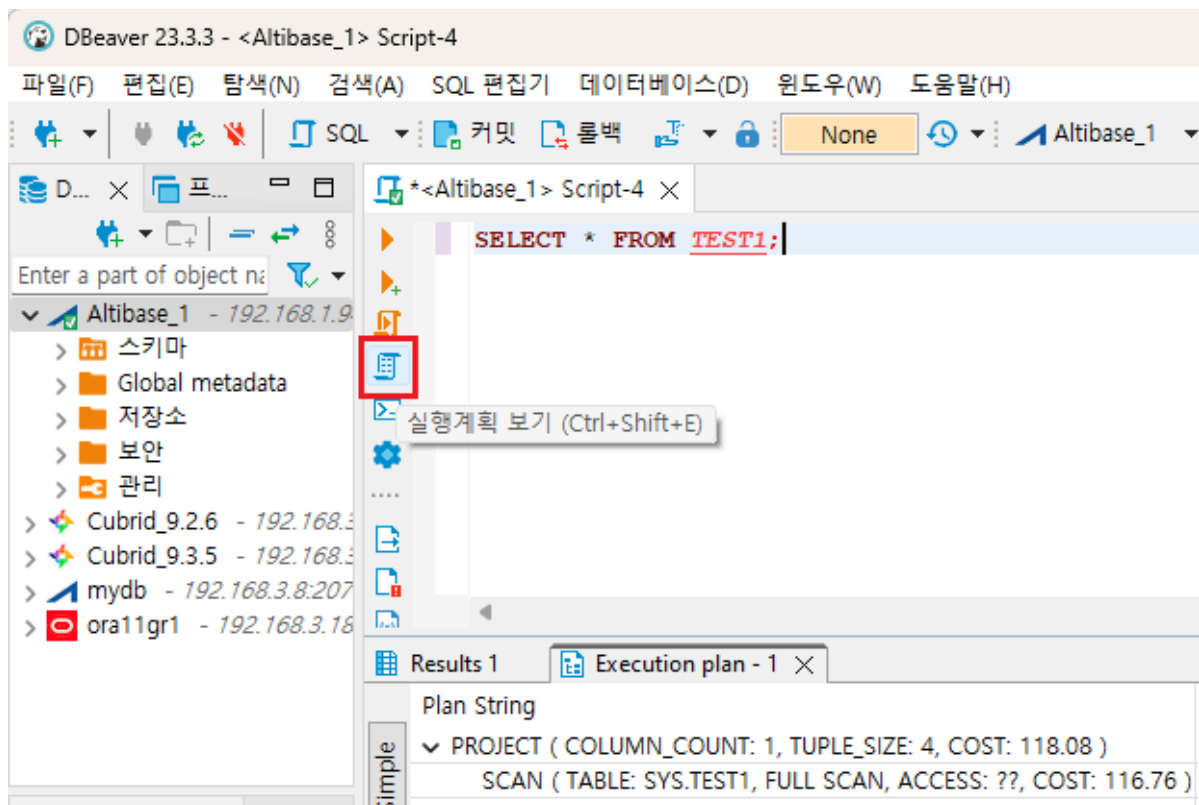 DBeaver 23.3.3 - <Altibase_1> Script-4
파일(F) 편집(E) 탐색(N) 검색(A) SQL 편집기 데이터베이스(D) 윈도우(W) 도움말(H)
SQL 커밋 롤백 None Altibase_1
D... 프...
*<Altibase_1> Script-4
SELECT * FROM TEST1;
Enter a part of object na
Altibase_1 - 192.168.1.9
스키마
Global metadata
저장소
실행계획 보기 (Ctrl+Shift+E)
보안
관리
Cubrid_9.2.6 - 192.168.3
Cubrid_9.3.5 - 192.168.3
mydb - 192.168.3.8:207
ora11gr1 - 192.168.3.18
Results 1 Execution plan - 1
Plan String
Simple
PROJECT ( COLUMN_COUNT: 1, TUPLE_SIZE: 4, COST: 118.08 )
SCAN ( TABLE: SYS.TEST1, FULL SCAN, ACCESS: ??, COST: 116.76 )